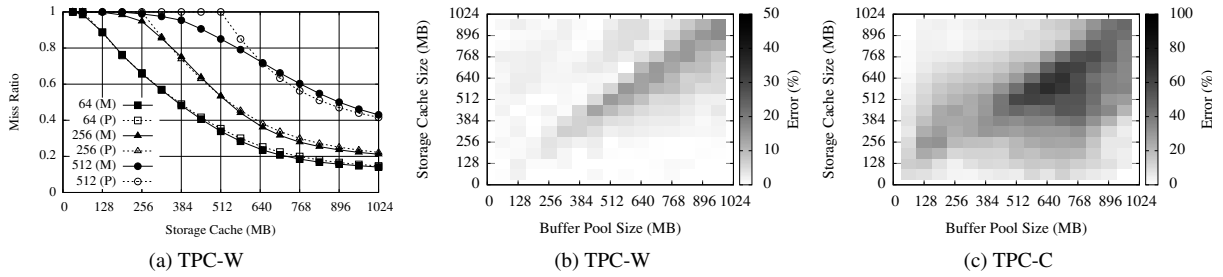 Miss Ratio
1
0.8
0.6
0.4
0.2
0
64 (M)
64 (P)
256 (M)
256 (P)
512 (M)
512 (P)
0 128 256 384 512 640 768 896 1024
Storage Cache (MB)
(a) TPC-W
Storage Cache Size (MB)
1024
896
768
640
512
384
256
128
0
0 128 256 384 512 640 768 896 1024
Buffer Pool Size (MB)
50
40
30
20
10
0
Error (%)
(b) TPC-W
Storage Cache Size (MB)
1024
896
768
640
512
384
256
128
0
0 128 256 384 512 640 768 896 1024
Buffer Pool Size (MB)
100
80
60
40
20
0
Error (%)
(c) TPC-C